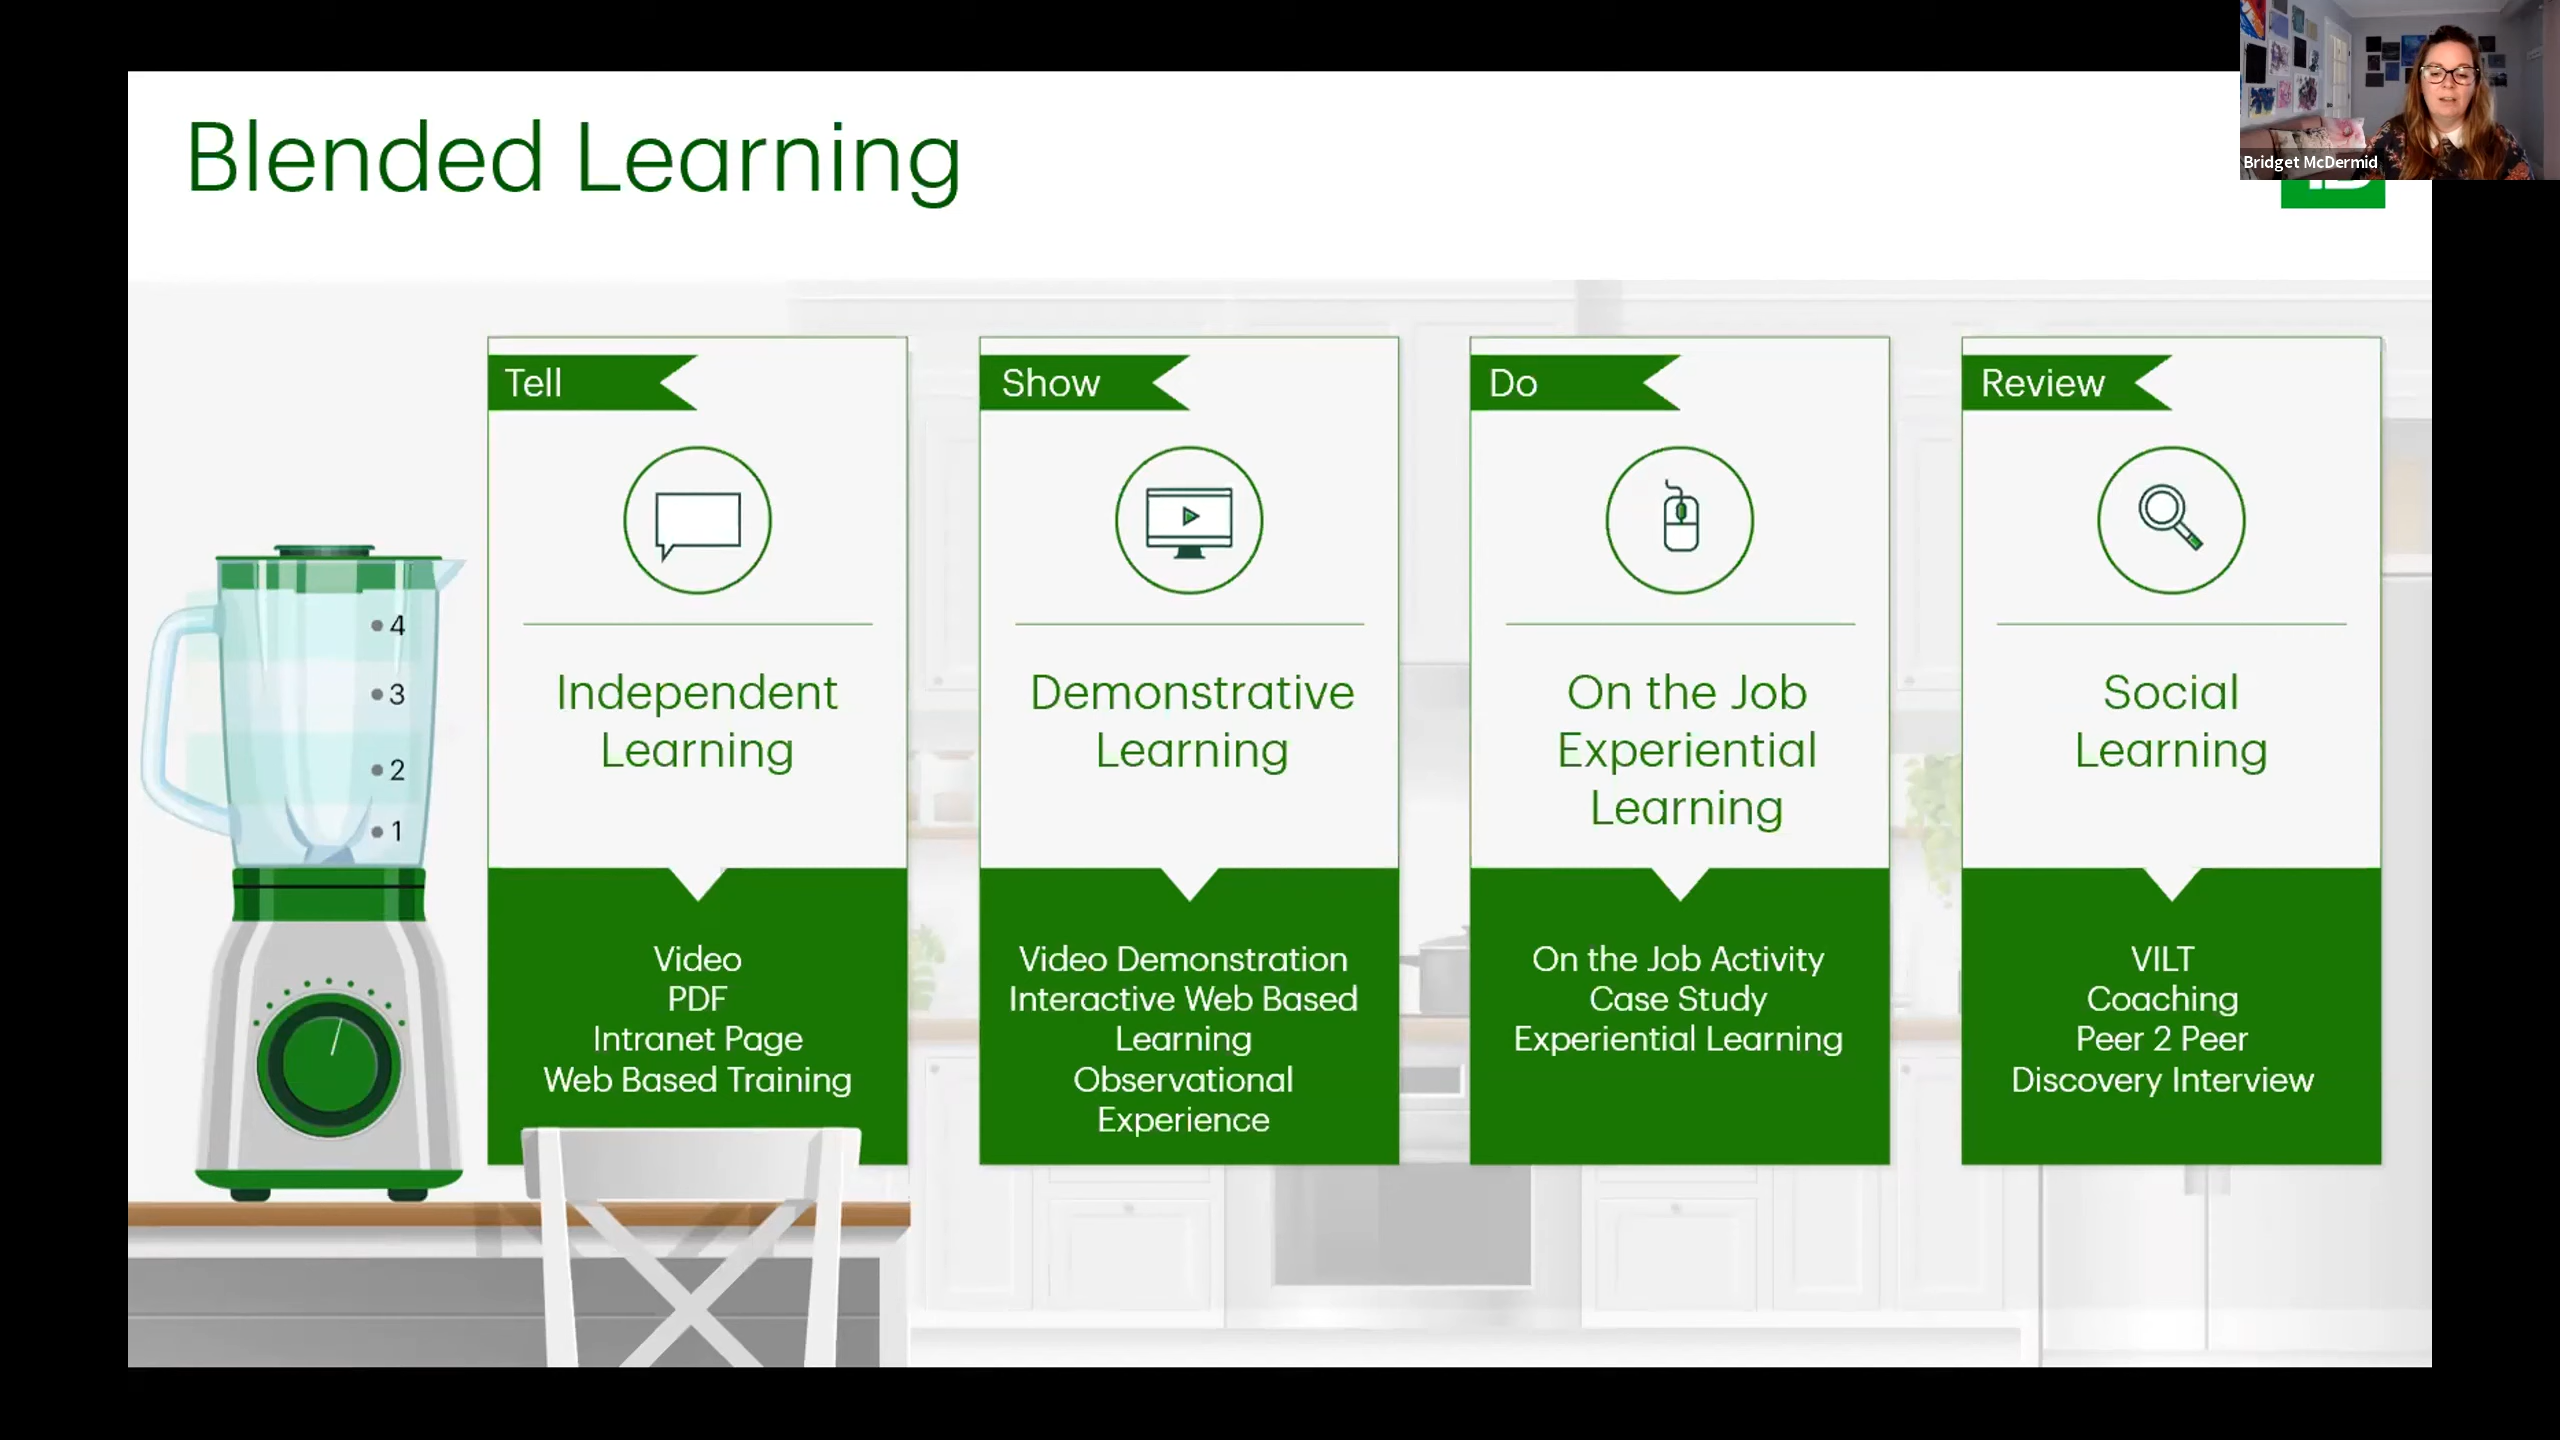 Blended Learning
Bridget McDermid
Tell
Independent
Learning
Video
PDF
Intranet Page
Web Based Training
Show
Demonstrative
Learning
Video Demonstration
Interactive Web Based
Learning
Observational
Experience
Do
On the Job
Experiential
Learning
On the Job Activity
Case Study
Experiential Learning
Review
Social
Learning
VILT
Coaching
Peer 2 Peer
Discovery Interview
4
3
2
1